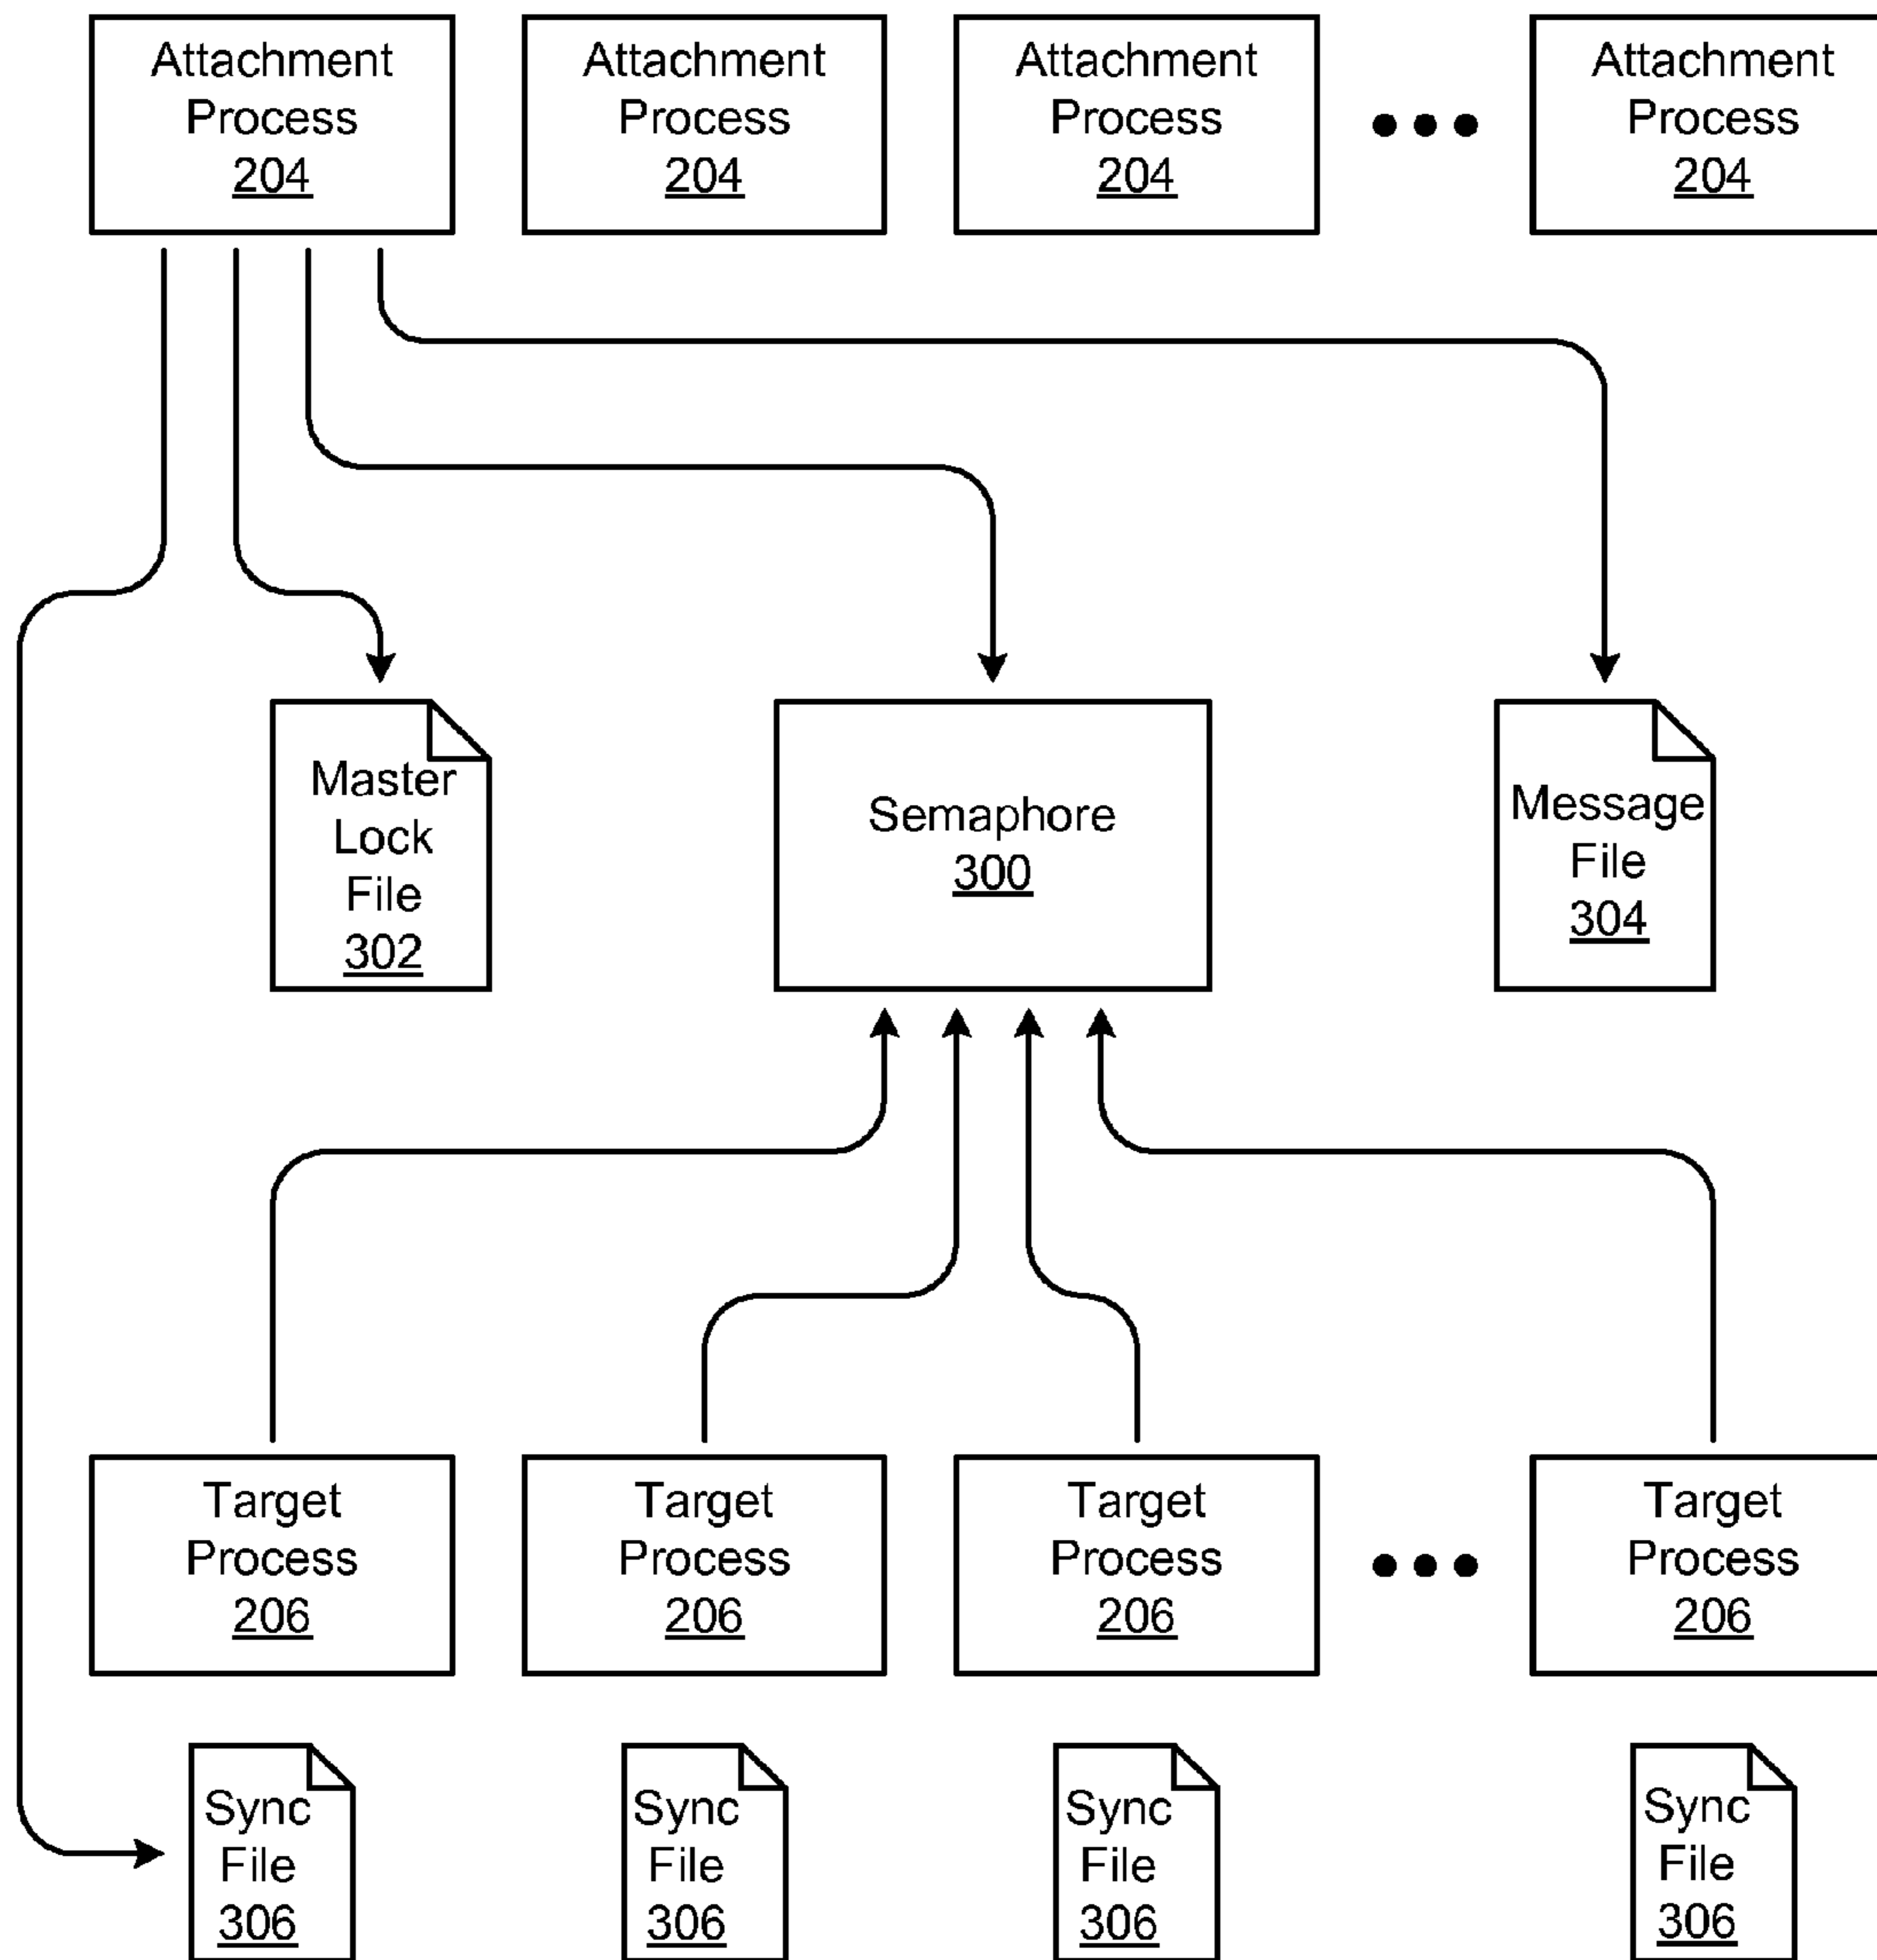 Attachment
Process
204
Attachment
Process
204
Attachment
Process
204
Attachment
Process
204
Master
Lock
File
302
Semaphore
300
Message
File
304
Target
Process
206
Target
Process
206
Target
Process
206
Target
Process
206
Sync
File
306
Sync
File
306
Sync
File
306
Sync
File
306